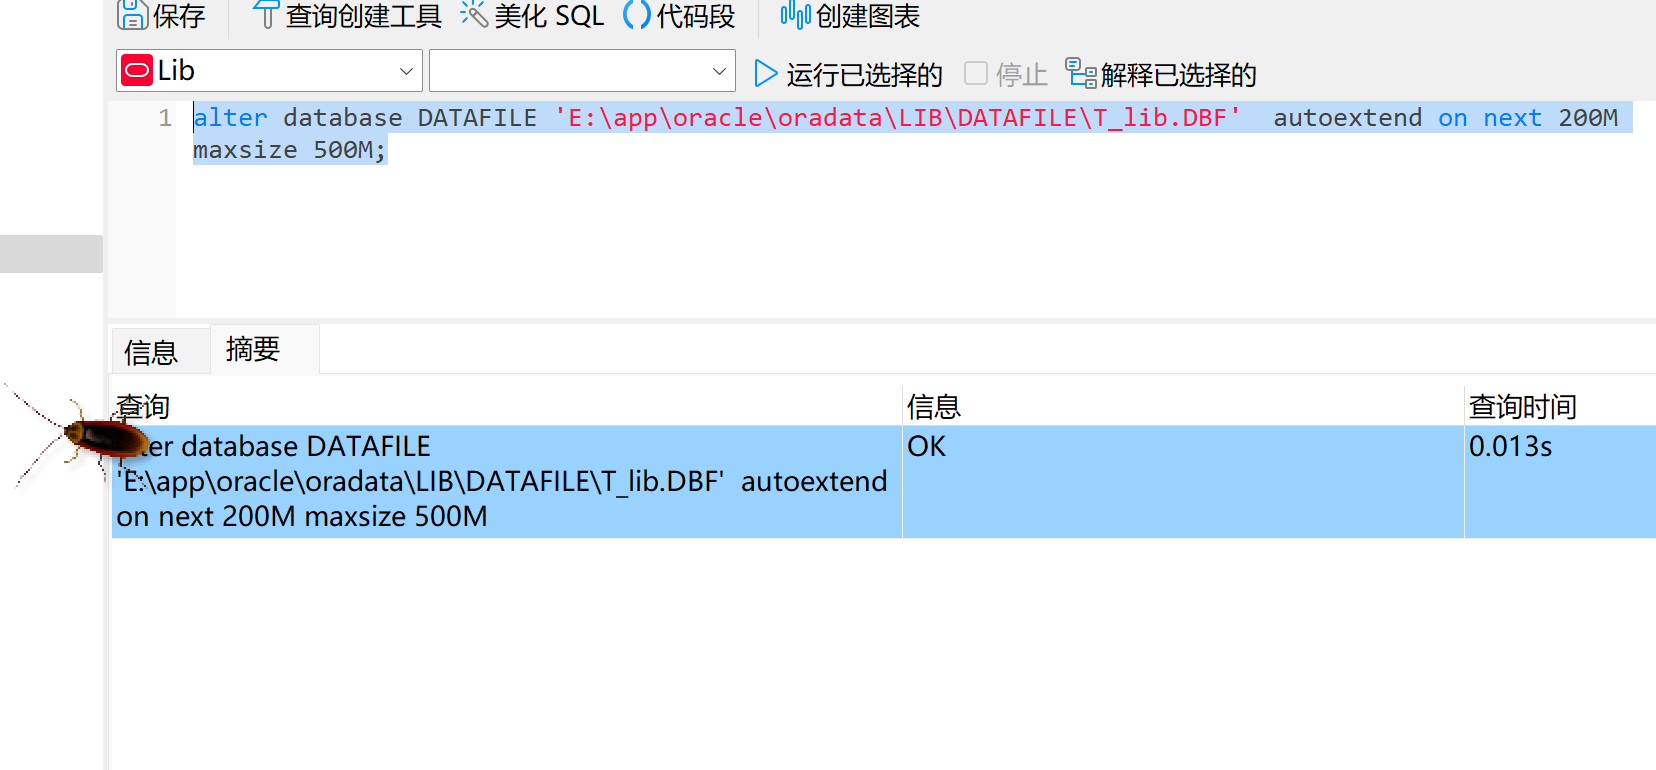 保存 查询创建工具 美化 SQL 代码段 创建图表
Lib 运行已选择的 停止 解释已选择的
1 alter database DATAFILE 'E:\app\oracle\oradata\LIB\DATAFILE\T_lib.DBF'  autoextend on next 200M
maxsize 500M;
信息 摘要
查询 信息 查询时间
ter database DATAFILE OK 0.013s
'E:\app\oracle\oradata\LIB\DATAFILE\T_lib.DBF'  autoextend
on next 200M maxsize 500M